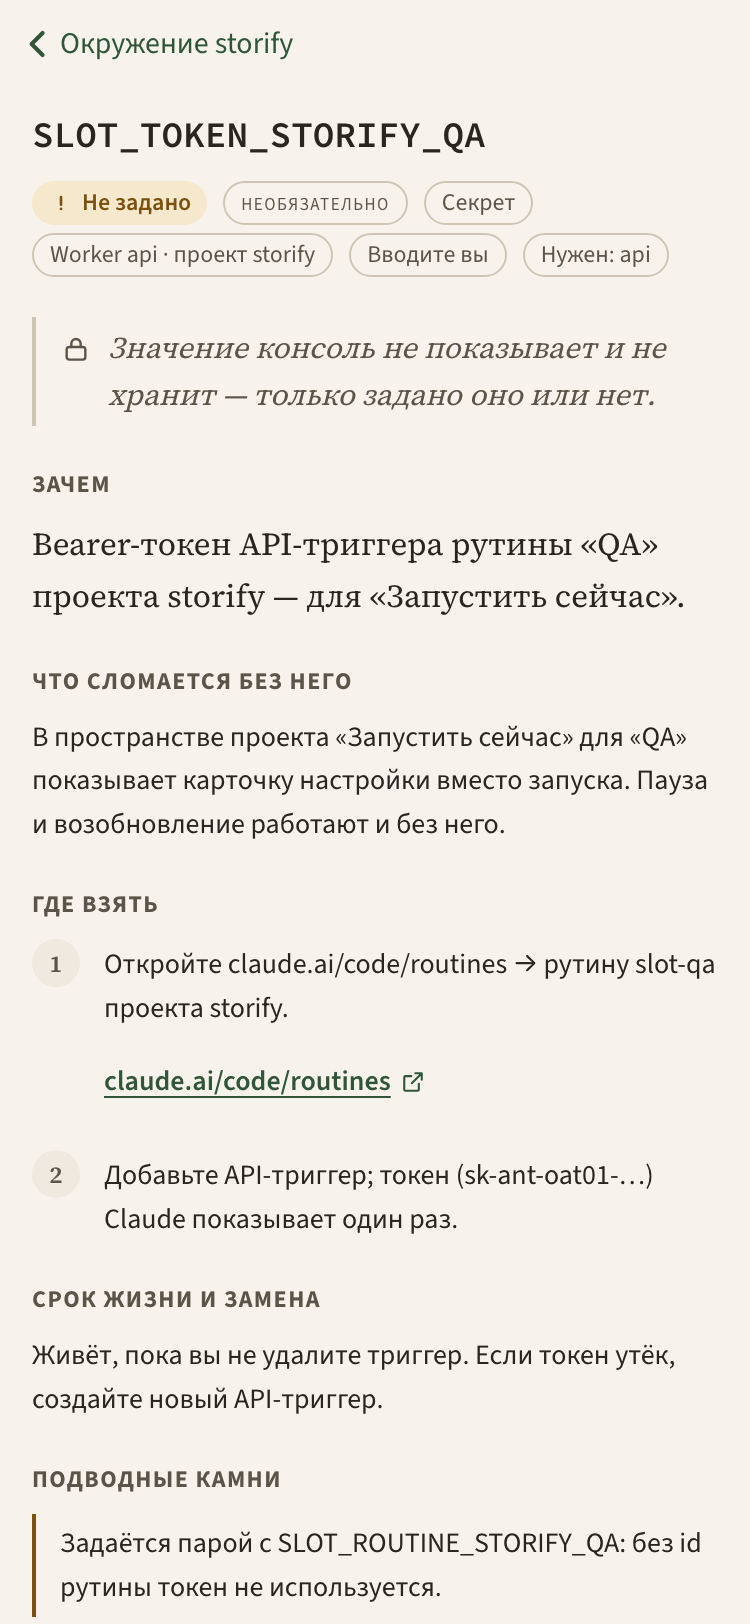 Окружение storify
SLOT_TOKEN_STORIFY_QA
! Не задано
НЕОБЯЗАТЕЛЬНО
Секрет
Worker api · проект storify
Вводите вы
Нужен: api
Значение консоль не показывает и не
хранит — только задано оно или нет.
ЗАЧЕМ
Bearer-токен API-триггера рутины «QA»
проекта storify — для «Запустить сейчас».
ЧТО СЛОМАЕТСЯ БЕЗ НЕГО
В пространстве проекта «Запустить сейчас» для «QA»
показывает карточку настройки вместо запуска. Пауза
и возобновление работают и без него.
ГДЕ ВЗЯТЬ
1 Откройте claude.ai/code/routines → рутину slot-qa
проекта storify.
claude.ai/code/routines
2 Добавьте API-триггер; токен (sk-ant-oat01-…)
Claude показывает один раз.
СРОК ЖИЗНИ И ЗАМЕНА
Живёт, пока вы не удалите триггер. Если токен утёк,
создайте новый API-триггер.
ПОДВОДНЫЕ КАМНИ
Задаётся парой с SLOT_ROUTINE_STORIFY_QA: без id
рутины токен не используется.